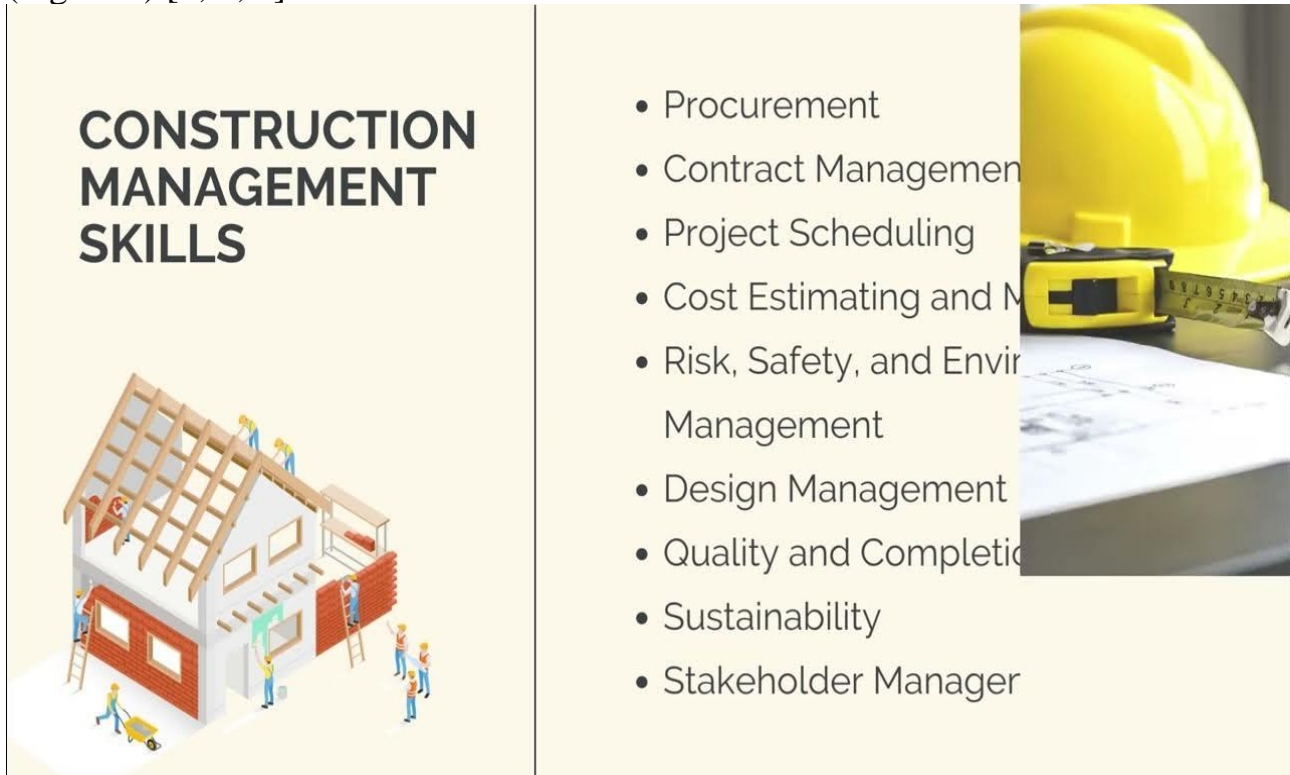 CONSTRUCTION
MANAGEMENT
SKILLS
• Procurement
• Contract Managemen
• Project Scheduling
• Cost Estimating and M
• Risk, Safety, and Envir
Management
• Design Management
• Quality and Completio
• Sustainability
• Stakeholder Manager